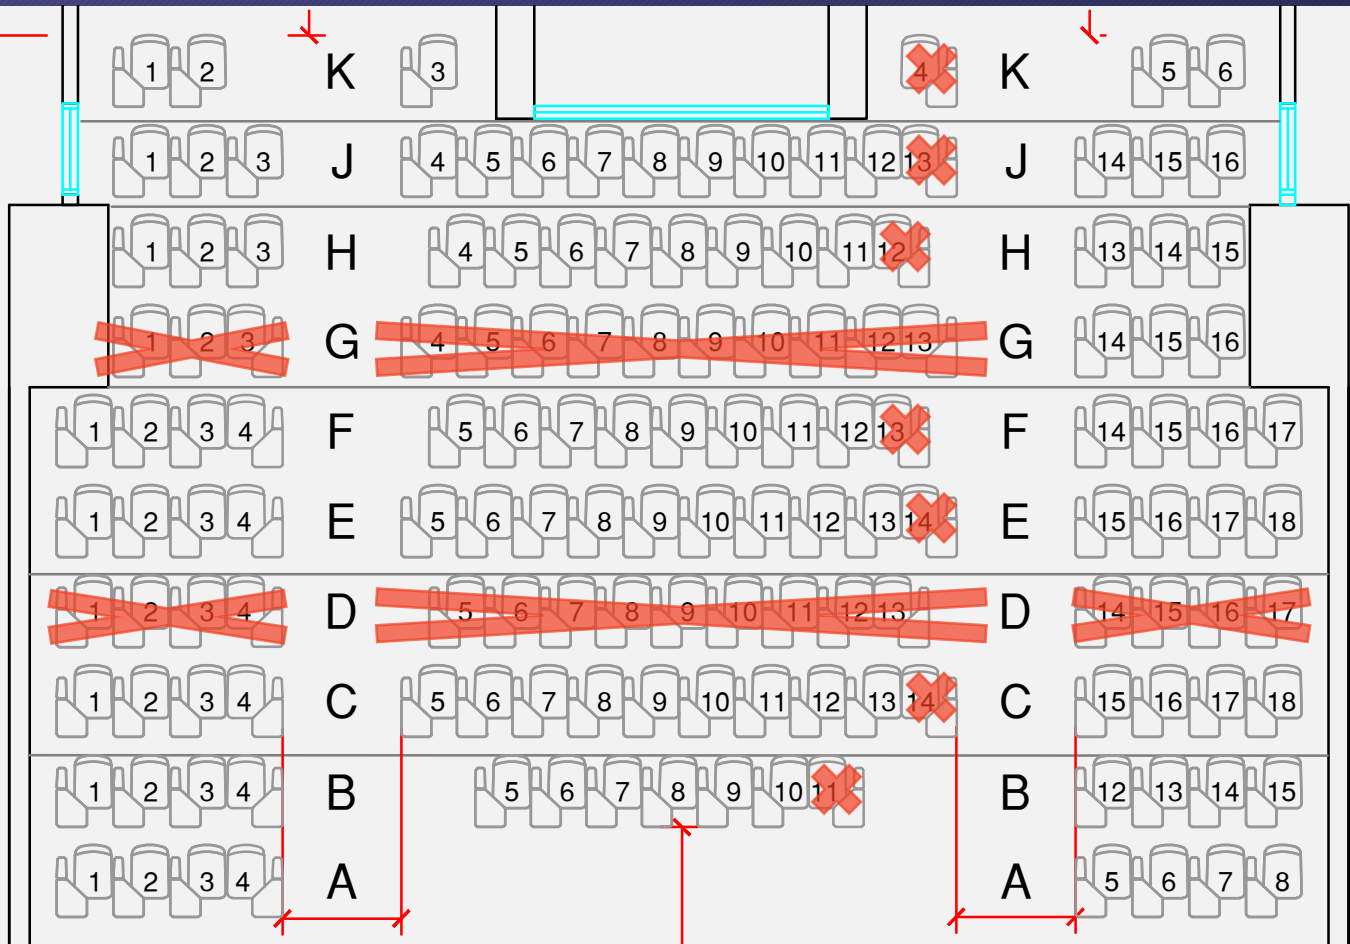 1 2 K 3 4 K 5 6
1 2 3 J 4 5 6 7 8 9 10 11 12 13 J 14 15 16
1 2 3 H 4 5 6 7 8 9 10 11 12 H 13 14 15
1 2 3 G 4 5 6 7 8 9 10 11 12 13 G 14 15 16
1 2 3 4 F 5 6 7 8 9 10 11 12 13 F 14 15 16 17
1 2 3 4 E 5 6 7 8 9 10 11 12 13 14 E 15 16 17 18
1 2 3 4 D 5 6 7 8 9 10 11 12 13 D 14 15 16 17
1 2 3 4 C 5 6 7 8 9 10 11 12 13 14 C 15 16 17 18
1 2 3 4 B 5 6 7 8 9 10 11 B 12 13 14 15
1 2 3 4 A A 5 6 7 8